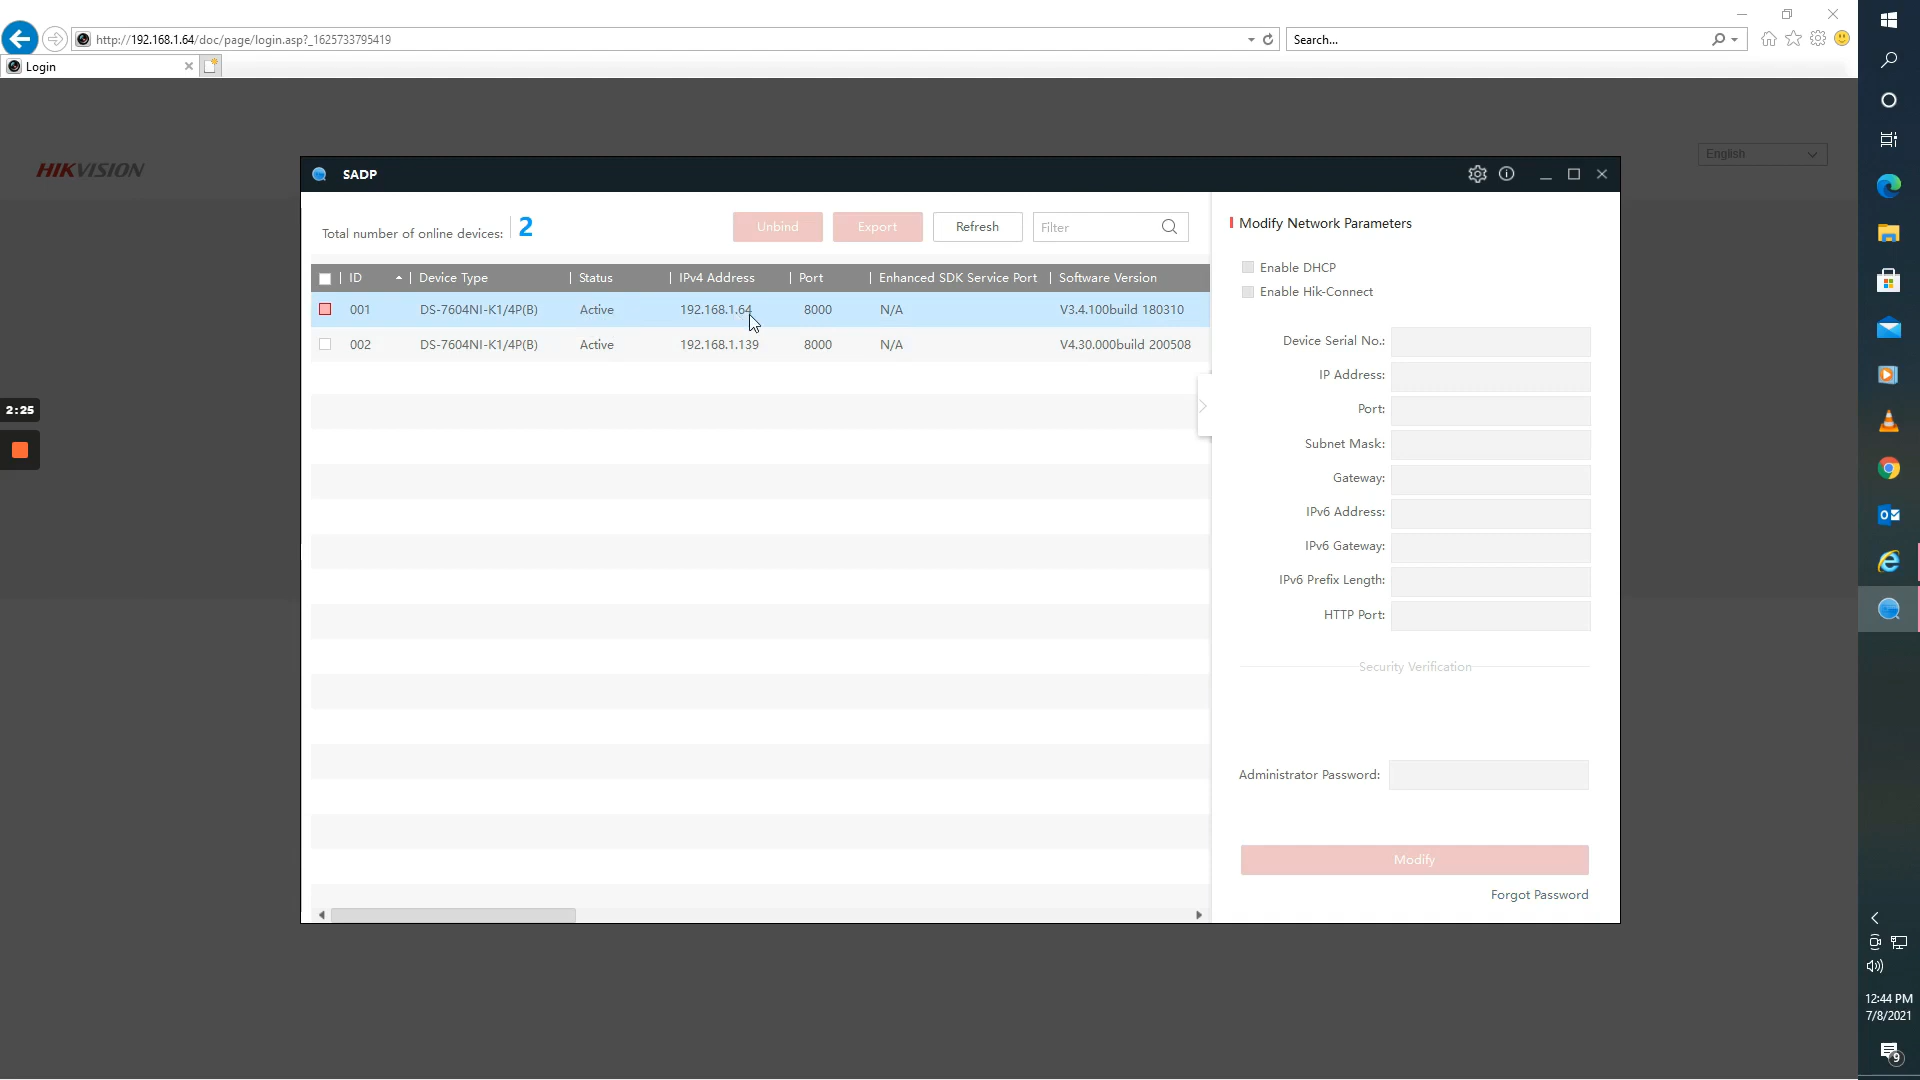 http://192.168.1.64/doc/page/login.asp?_1625733795419
Search...
Login
HIKVISION
English
SADP
Total number of online devices: 2
Unbind
Export
Refresh
Filter
ID
Device Type
Status
IPv4 Address
Port
Enhanced SDK Service Port
Software Version
001 DS-7604NI-K1/4P(B) Active 192.168.1.64 8000 N/A V3.4.100build 180310
002 DS-7604NI-K1/4P(B) Active 192.168.1.139 8000 N/A V4.30.000build 200508
Modify Network Parameters
Enable DHCP
Enable Hik-Connect
Device Serial No.:
IP Address:
Port:
Subnet Mask:
Gateway:
IPv6 Address:
IPv6 Gateway:
IPv6 Prefix Length:
HTTP Port:
Security Verification
Administrator Password:
Modify
Forgot Password
2:25
12:44 PM
7/8/2021
9